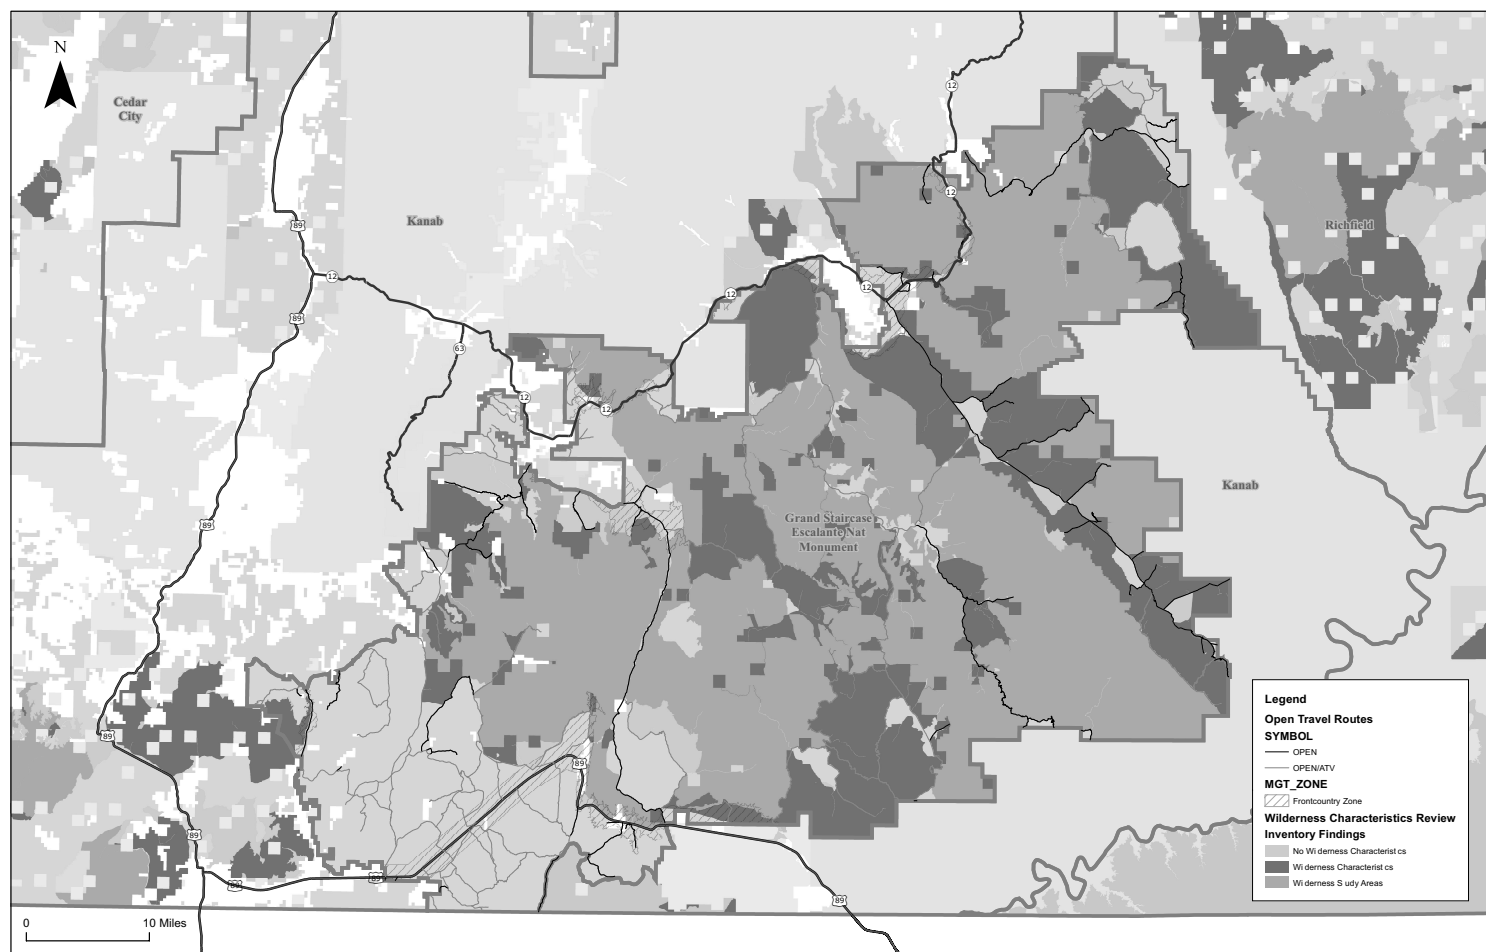 N
Cedar
City
12
12
Kanab
89
Richfield
12
12
12
89
63
12
12
Kanab
Grand Staircase
Escalante Nat
Monument
89
89
89
89
89
89
89
0 10 Miles
Legend
Open Travel Routes
SYMBOL
OPEN
OPEN/ATV
MGT_ZONE
Frontcountry Zone
Wilderness Characteristics Review
Inventory Findings
No Wi derness Characterist cs
Wi derness Characterist cs
Wi derness S udy Areas